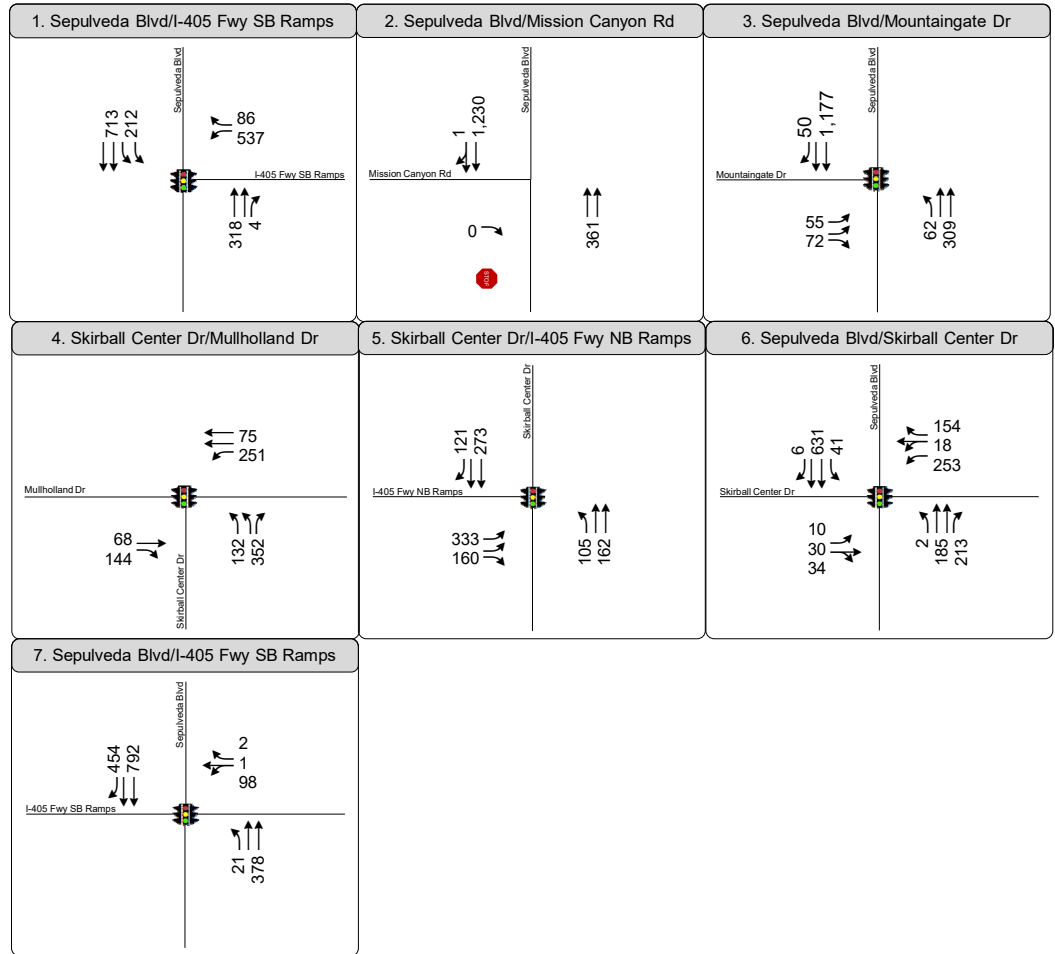 1. Sepulveda Blvd/I-405 Fwy SB Ramps
Sepulveda Blvd
713
212
86
537
I-405 Fwy SB Ramps
318
4
2. Sepulveda Blvd/Mission Canyon Rd
Sepulveda Blvd
1
1,230
Mission Canyon Rd
0
361
STOP
3. Sepulveda Blvd/Mountaingate Dr
Sepulveda Blvd
50
1,177
Mountaingate Dr
55
72
62
309
4. Skirball Center Dr/Mullholland Dr
75
251
Mullholland Dr
68
144
132
352
Skirball Center Dr
5. Skirball Center Dr/I-405 Fwy NB Ramps
Skirball Center Dr
121
273
I-405 Fwy NB Ramps
333
160
105
162
6. Sepulveda Blvd/Skirball Center Dr
Sepulveda Blvd
6
631
41
154
18
253
Skirball Center Dr
10
30
34
2
185
213
7. Sepulveda Blvd/I-405 Fwy SB Ramps
Sepulveda Blvd
454
792
2
1
98
I-405 Fwy SB Ramps
21
378